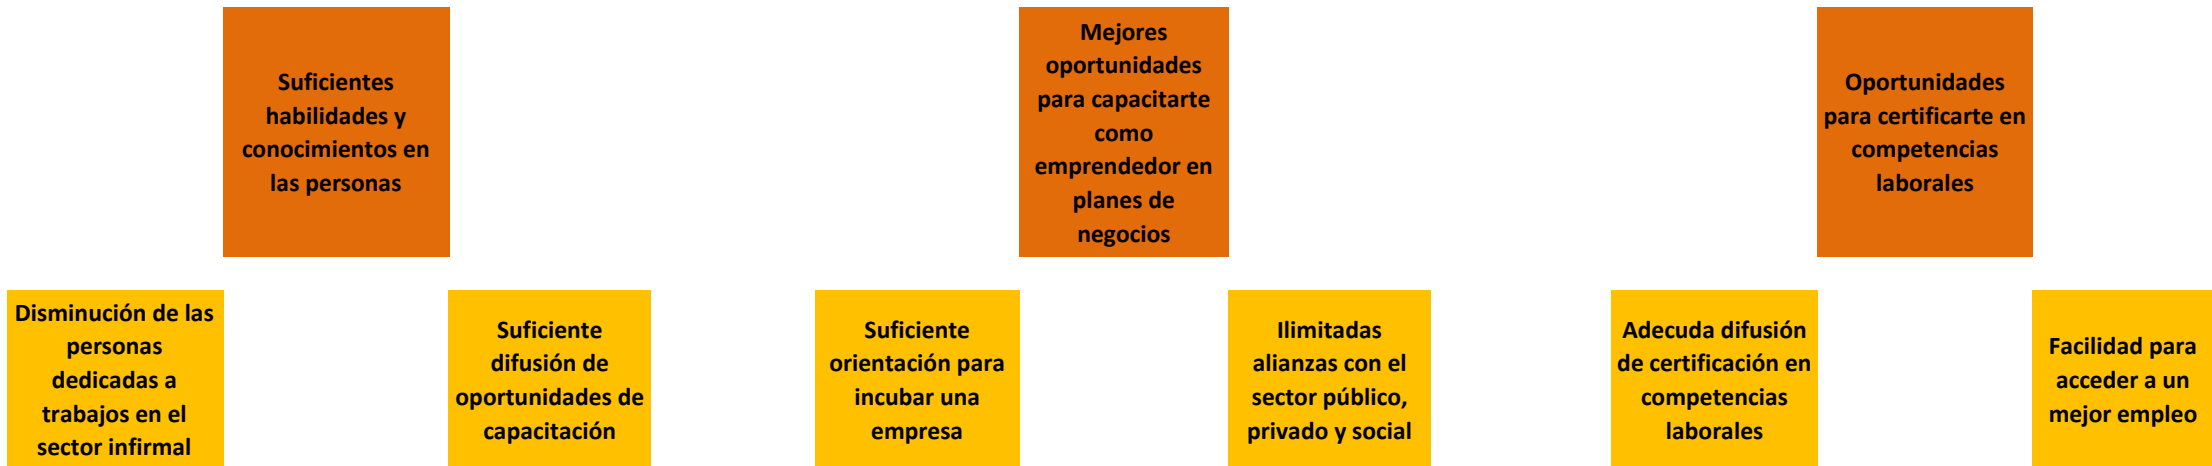 Suficientes
habilidades y
conocimientos en
las personas
Mejores
oportunidades
para capacitarte
como
emprendedor en
planes de
negocios
Oportunidades
para certificarte en
competencias
laborales
Disminución de las
personas
dedicadas a
trabajos en el
sector infirmal
Suficiente
difusión de
oportunidades de
capacitación
Suficiente
orientación para
incubar una
empresa
Ilimitadas
alianzas con el
sector público,
privado y social
Adecuda difusión
de certificación en
competencias
laborales
Facilidad para
acceder a un
mejor empleo